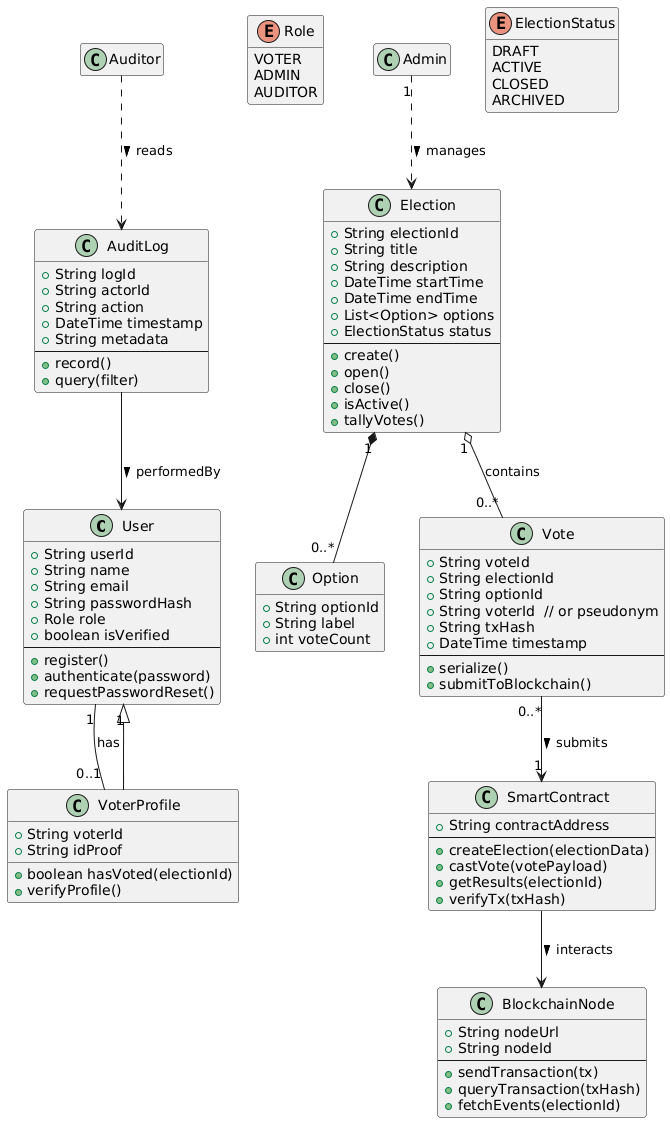 C Auditor
E Role
VOTER
ADMIN
AUDITOR
C Admin
E ElectionStatus
DRAFT
ACTIVE
CLOSED
ARCHIVED
1
reads
manages
C AuditLog
String logId
String actorId
String action
DateTime timestamp
String metadata
record()
query(filter)
C Election
String electionId
String title
String description
DateTime startTime
DateTime endTime
List<Option> options
ElectionStatus status
create()
open()
close()
isActive()
tallyVotes()
performedBy
1
1
contains
0..*
0..*
C User
String userId
String name
String email
String passwordHash
Role role
boolean isVerified
register()
authenticate(password)
requestPasswordReset()
C Option
String optionId
String label
int voteCount
C Vote
String voteId
String electionId
String optionId
String voterId // or pseudonym
String txHash
DateTime timestamp
serialize()
submitToBlockchain()
1
1
has
0..1
0..*
submits
1
C VoterProfile
String voterId
String idProof
boolean hasVoted(electionId)
verifyProfile()
C SmartContract
String contractAddress
createElection(electionData)
castVote(votePayload)
getResults(electionId)
verifyTx(txHash)
interacts
C BlockchainNode
String nodeUrl
String nodeId
sendTransaction(tx)
queryTransaction(txHash)
fetchEvents(electionId)